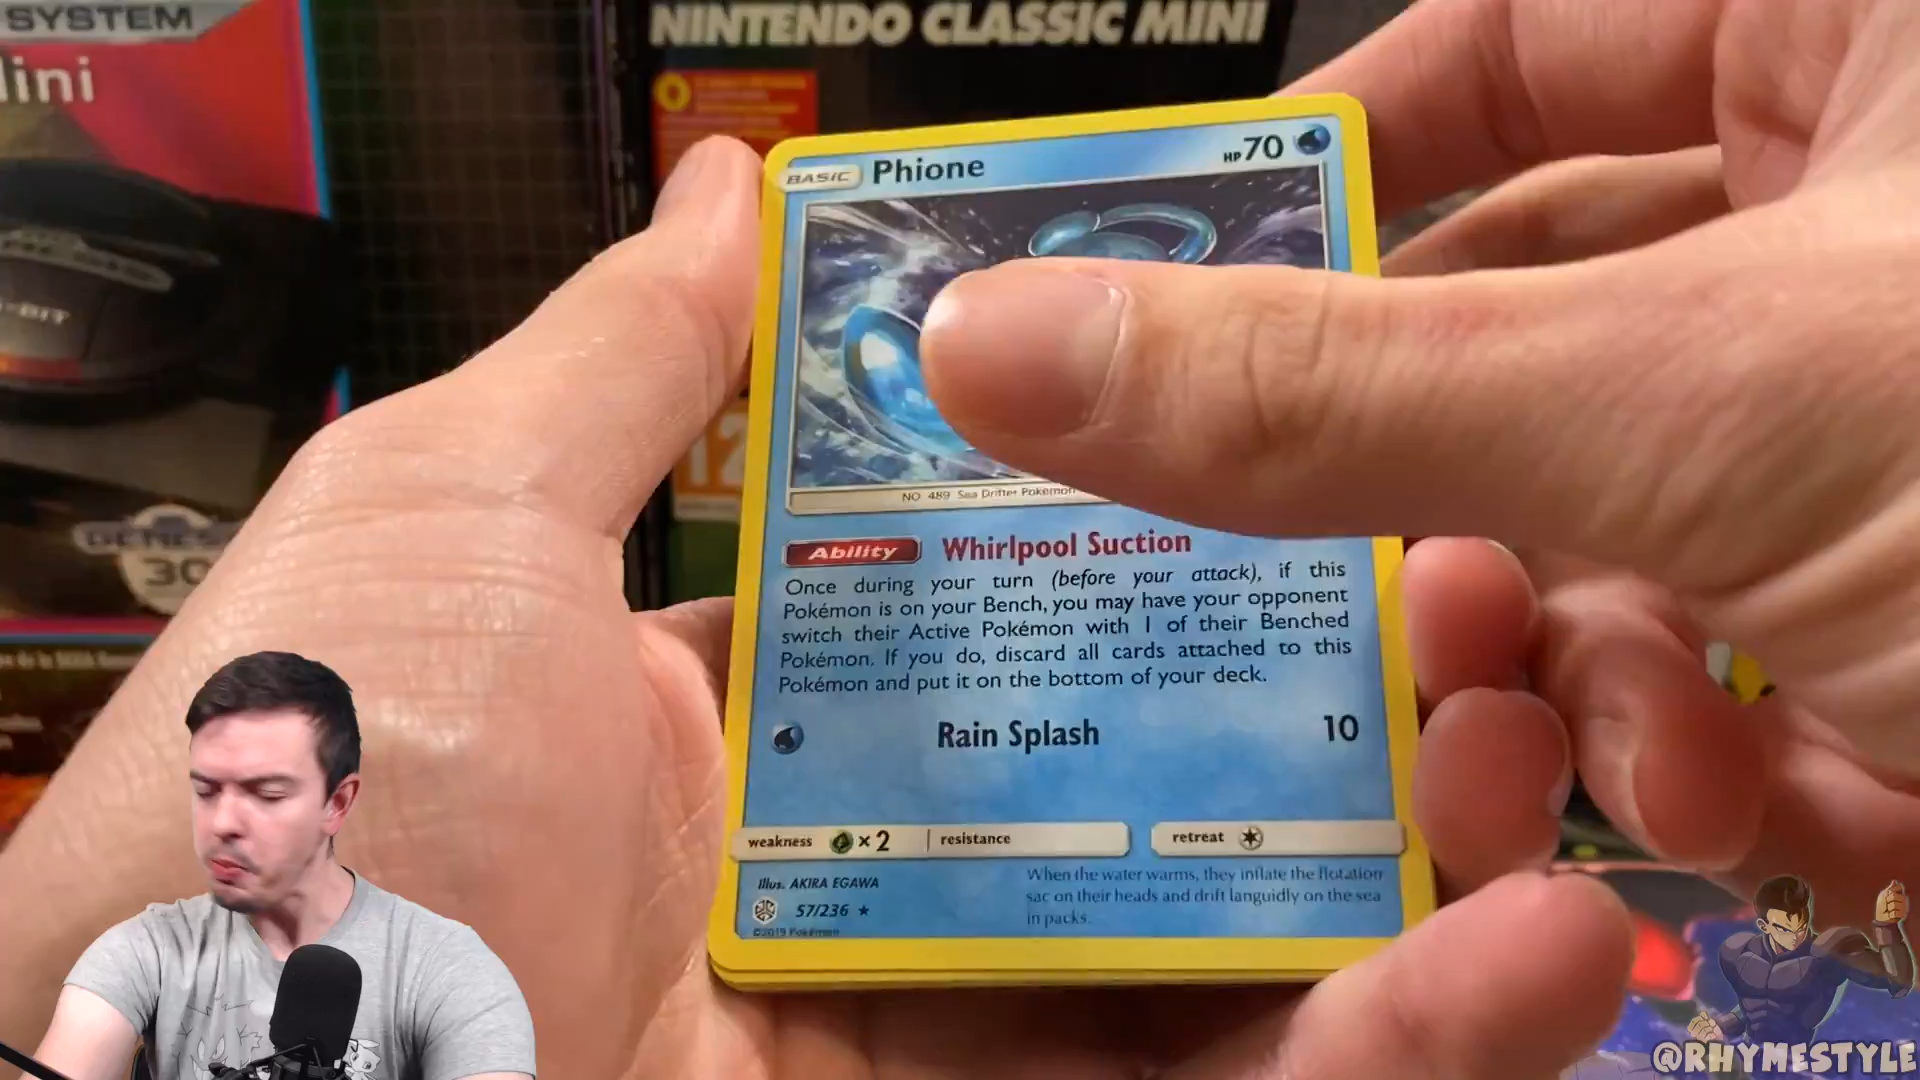 SYSTEM
NINTENDO CLASSIC MINI
BASIC Phione HP 70
NO. 489 Sea Drifter Pokémon
Ability Whirlpool Suction
Once during your turn (before your attack), if this
Pokémon is on your Bench, you may have your opponent
switch their Active Pokémon with 1 of their Benched
Pokémon. If you do, discard all cards attached to this
Pokémon and put it on the bottom of your deck.
Rain Splash 10
weakness × 2 resistance retreat
Illus. AKIRA EGAWA
57/236
©2019 Pokémon
When the water warms, they inflate the flotation
sac on their heads and drift languidly on the sea
in packs.
GENESIS
30
12
@RHYMESTYLE